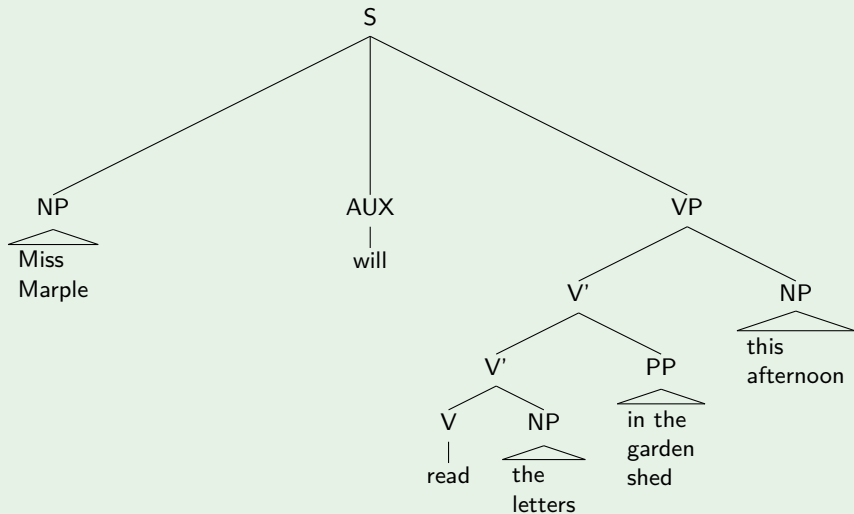 S
NP
AUX
VP
Miss
Marple
will
V'
NP
this
afternoon
V'
PP
in the
garden
shed
V
NP
read
the
letters